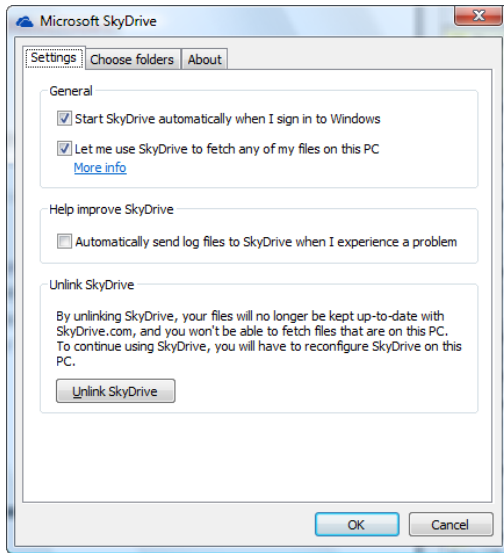 Microsoft SkyDrive
Settings Choose folders About
General
Start SkyDrive automatically when I sign in to Windows
Let me use SkyDrive to fetch any of my files on this PC
More info
Help improve SkyDrive
Automatically send log files to SkyDrive when I experience a problem
Unlink SkyDrive
By unlinking SkyDrive, your files will no longer be kept up-to-date with
SkyDrive.com, and you won't be able to fetch files that are on this PC.
To continue using SkyDrive, you will have to reconfigure SkyDrive on this
PC.
Unlink SkyDrive
OK Cancel